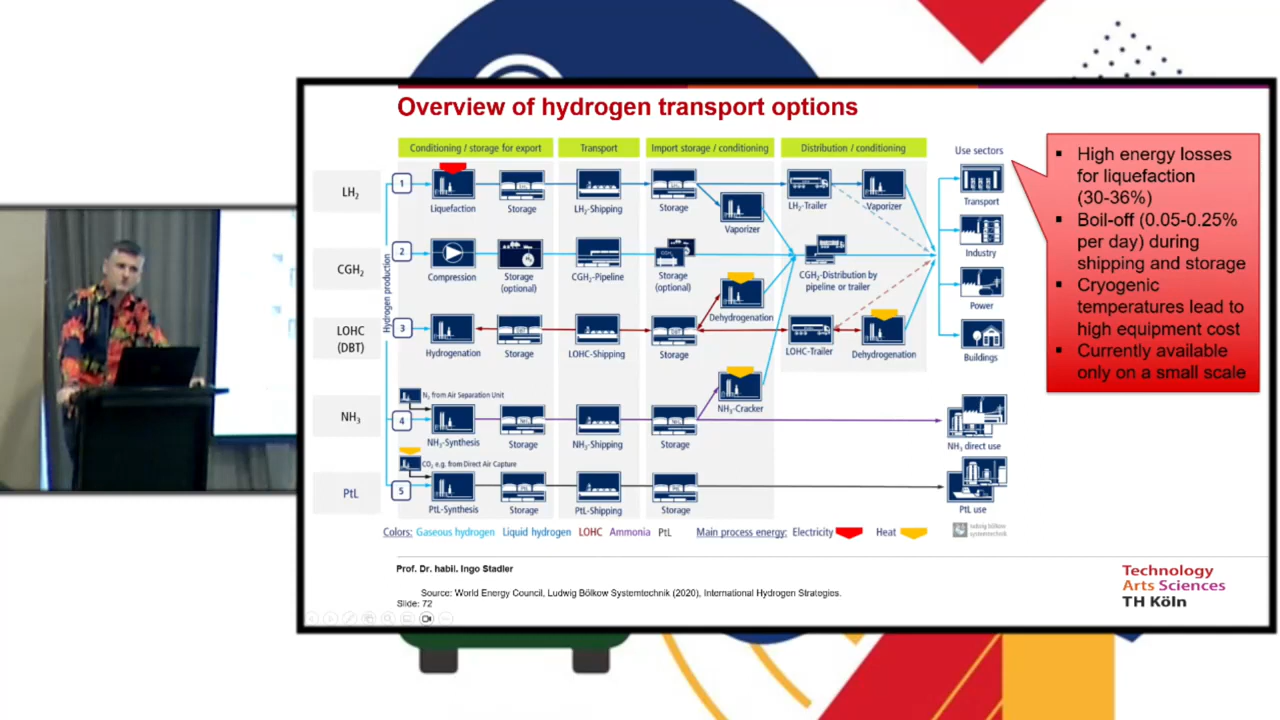 Overview of hydrogen transport options
Conditioning / storage for export
Transport
Import storage / conditioning
Distribution / conditioning
Use sectors
LH₂
1
Liquefaction
Storage
LH₂-Shipping
Storage
Vaporizer
LH₂-Trailer
Vaporizer
Transport
CGH₂
2
Compression
Storage
(optional)
CGH₂-Pipeline
Storage
(optional)
CGH₂-Distribution by
pipeline or trailer
Industry
Hydrogen production
Power
LOHC
(DBT)
3
Hydrogenation
Storage
LOHC-Shipping
Storage
Dehydrogenation
LOHC-Trailer
Dehydrogenation
Buildings
NH₃
N₂ from Air Separation Unit
4
NH₃-Synthesis
Storage
NH₃-Shipping
Storage
NH₃-Cracker
NH₃ direct use
PtL
CO₂ e.g. from Direct Air Capture
5
PtL-Synthesis
Storage
PtL-Shipping
Storage
PtL use
Colors: Gaseous hydrogen Liquid hydrogen LOHC Ammonia PtL
Main process energy: Electricity Heat
ludwig bölkow
systemtechnik
▪ High energy losses
for liquefaction
(30-36%)
▪ Boil-off (0.05-0.25%
per day) during
shipping and storage
▪ Cryogenic
temperatures lead to
high equipment cost
▪ Currently available
only on a small scale
Prof. Dr. habil. Ingo Stadler
Source: World Energy Council, Ludwig Bölkow Systemtechnik (2020), International Hydrogen Strategies.
Slide: 72
Technology
Arts Sciences
TH Köln